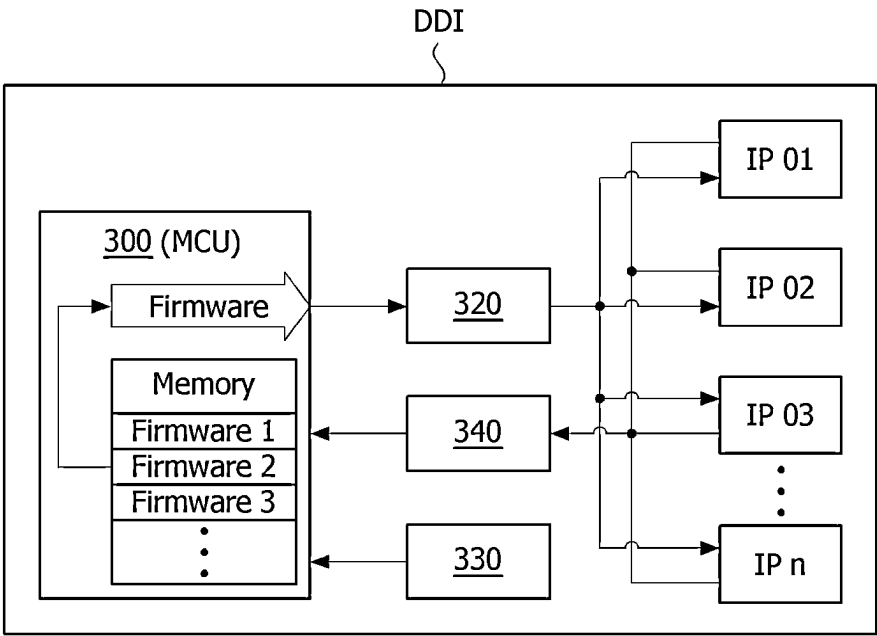 DDI
300 (MCU)
Firmware
Memory
Firmware 1
Firmware 2
Firmware 3
320
340
330
IP 01
IP 02
IP 03
IP n